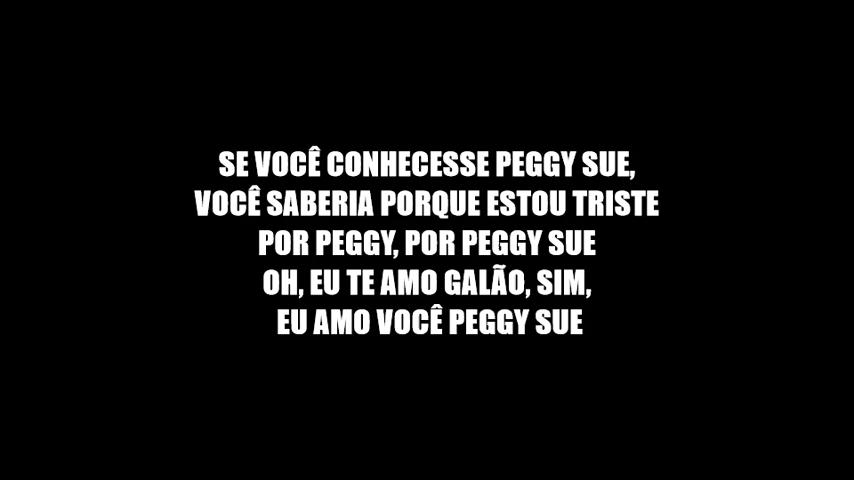 SE VOCÊ CONHECESSE PEGGY SUE,
VOCÊ SABERIA PORQUE ESTOU TRISTE
POR PEGGY, POR PEGGY SUE
OH, EU TE AMO GALÃO, SIM,
EU AMO VOCÊ PEGGY SUE